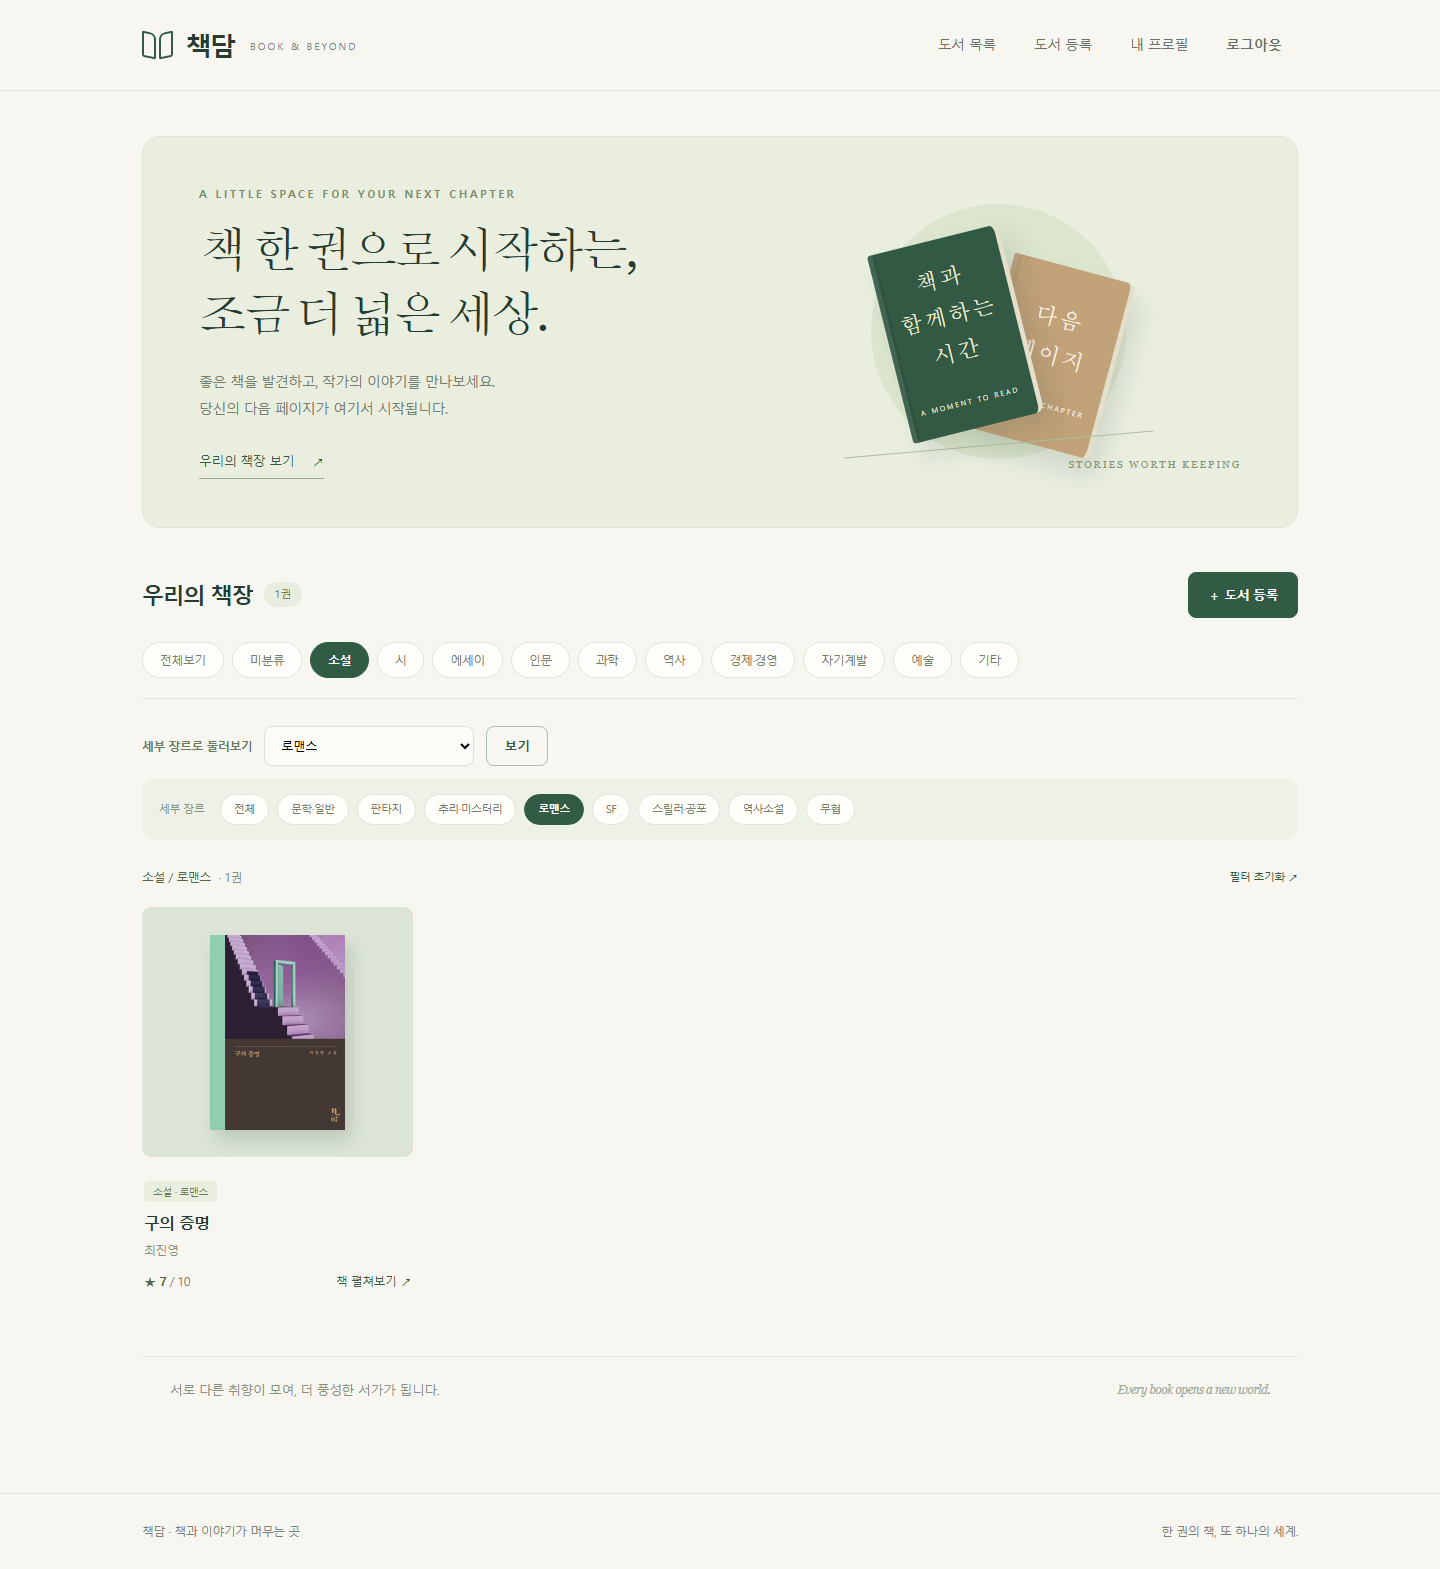 책담 BOOK & BEYOND
도서 목록 도서 등록 내 프로필 로그아웃
A LITTLE SPACE FOR YOUR NEXT CHAPTER
책 한 권으로 시작하는,
조금 더 넓은 세상.
좋은 책을 발견하고, 작가의 이야기를 만나보세요.
당신의 다음 페이지가 여기서 시작됩니다.
우리의 책장 보기 ↗
책과
함께하는
시간
A MOMENT TO READ
다음
이지
CHAPTER
STORIES WORTH KEEPING
우리의 책장 1권
+ 도서 등록
전체보기 미분류 소설 시 에세이 인문 과학 역사 경제·경영 자기계발 예술 기타
세부 장르로 둘러보기 로맨스 보기
세부 장르 전체 문학·일반 판타지 추리·미스터리 로맨스 SF 스릴러·공포 역사소설 무협
소설 / 로맨스 · 1권
필터 초기화 ↗
구의 증명
소설 · 로맨스
구의 증명
최진영
★ 7 / 10 책 펼쳐보기 ↗
서로 다른 취향이 모여, 더 풍성한 서가가 됩니다.
Every book opens a new world.
책담 · 책과 이야기가 머무는 곳
한 권의 책, 또 하나의 세계.